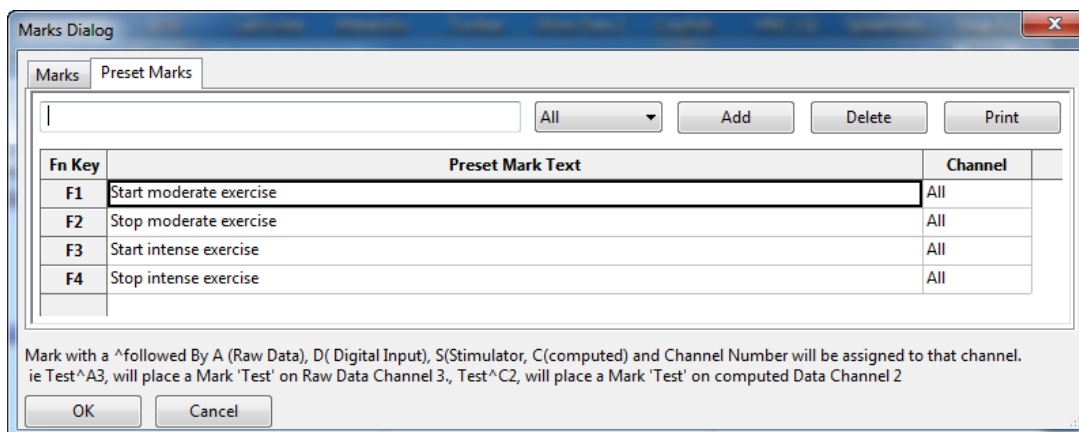 Marks Dialog
Marks Preset Marks
All Add Delete Print
Fn Key Preset Mark Text Channel
F1 Start moderate exercise All
F2 Stop moderate exercise All
F3 Start intense exercise All
F4 Stop intense exercise All
Mark with a ^followed By A (Raw Data), D( Digital Input), S(Stimulator, C(computed) and Channel Number will be assigned to that channel.
ie Test^A3, will place a Mark 'Test' on Raw Data Channel 3., Test^C2, will place a Mark 'Test' on computed Data Channel 2
OK Cancel